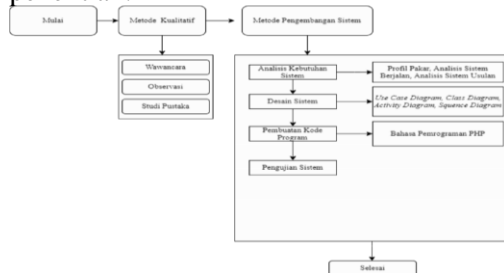 Mulai
Metode Kualitatif
Metode Pengembangan Sistem
Wawancara
Observasi
Studi Pustaka
Analisis Kebutuhan
Sistem
Profil Pakar, Analisis Sistem
Berjalan, Analisis Sistem Usulan
Desain Sistem
Use Case Diagram, Class Diagram,
Activity Diagram, Squence Diagram
Pembuatan Kode
Program
Bahasa Pemrograman PHP
Pengujian Sistem
Selesai